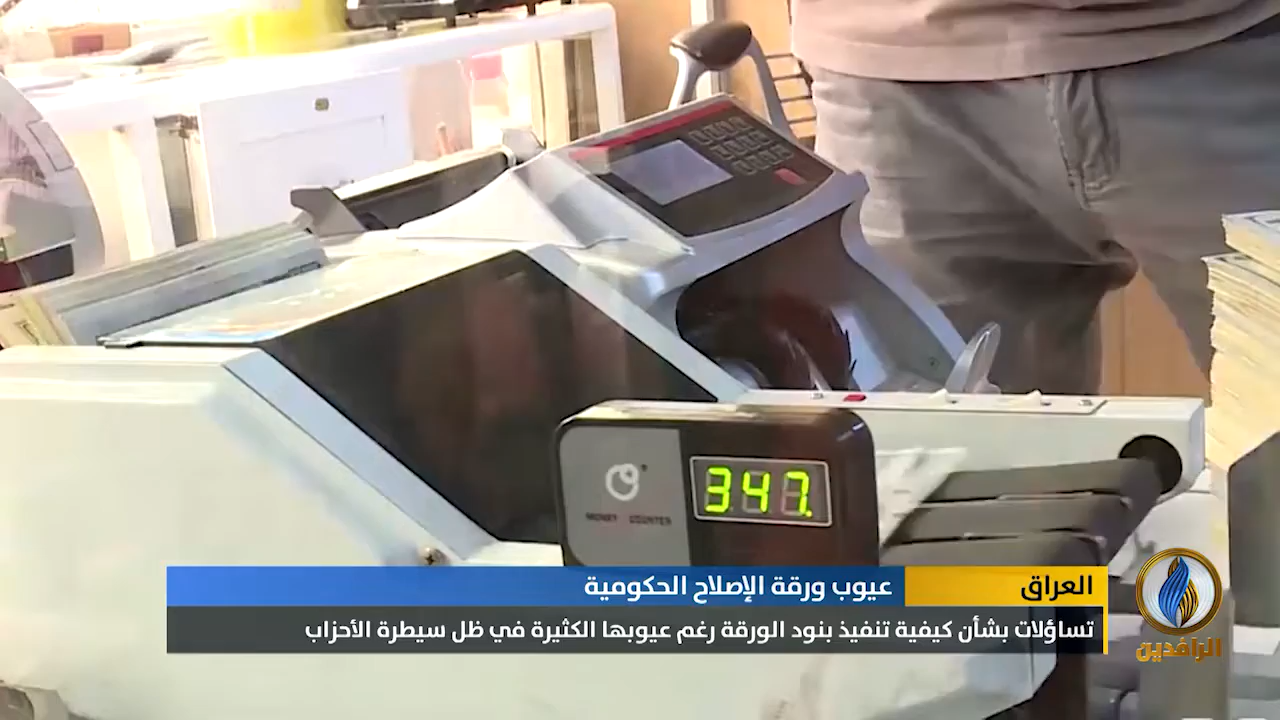 347.
MONEY COUNTER
العراق
عيوب ورقة الإصلاح الحكومية
تساؤلات بشأن كيفية تنفيذ بنود الورقة رغم عيوبها الكثيرة في ظل سيطرة الأحزاب
الرافدين